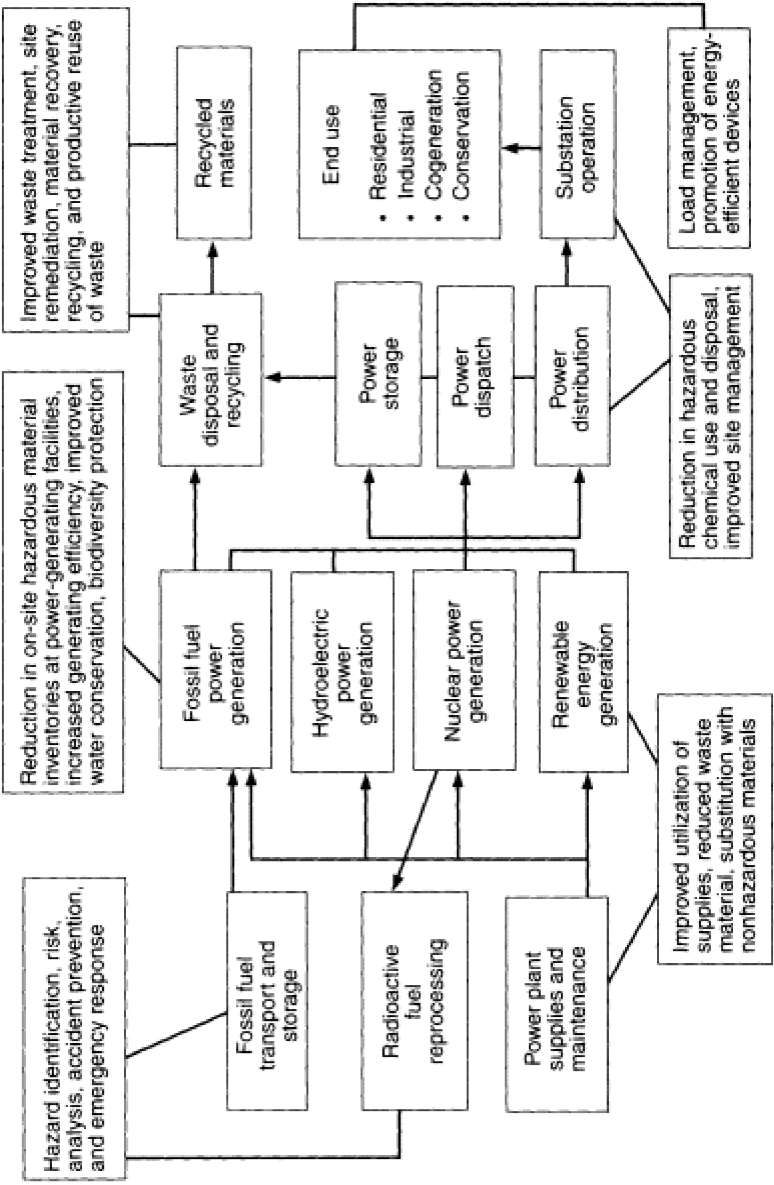 Hazard identification, risk,
analysis, accident prevention,
and emergency response
Reduction in on-site hazardous material
inventories at power-generating facilities,
increased generating efficiency, improved
water conservation, biodiversity protection
Improved waste treatment, site
remediation, material recovery,
recycling, and productive reuse
of waste
Fossil fuel
transport and
storage
Fossil fuel
power
generation
Waste
disposal and
recycling
Recycled
materials
Radioactive
fuel
reprocessing
Hydroelectric
power
generation
Power
storage
End use
• Residential
• Industrial
• Cogeneration
• Conservation
Nuclear power
generation
Power
dispatch
Power plant
supplies and
maintenance
Renewable
energy
generation
Power
distribution
Substation
operation
Improved utilization of
supplies, reduced waste
material, substitution with
nonhazardous materials
Reduction in hazardous
chemical use and disposal,
improved site management
Load management,
promotion of energy-
efficient devices